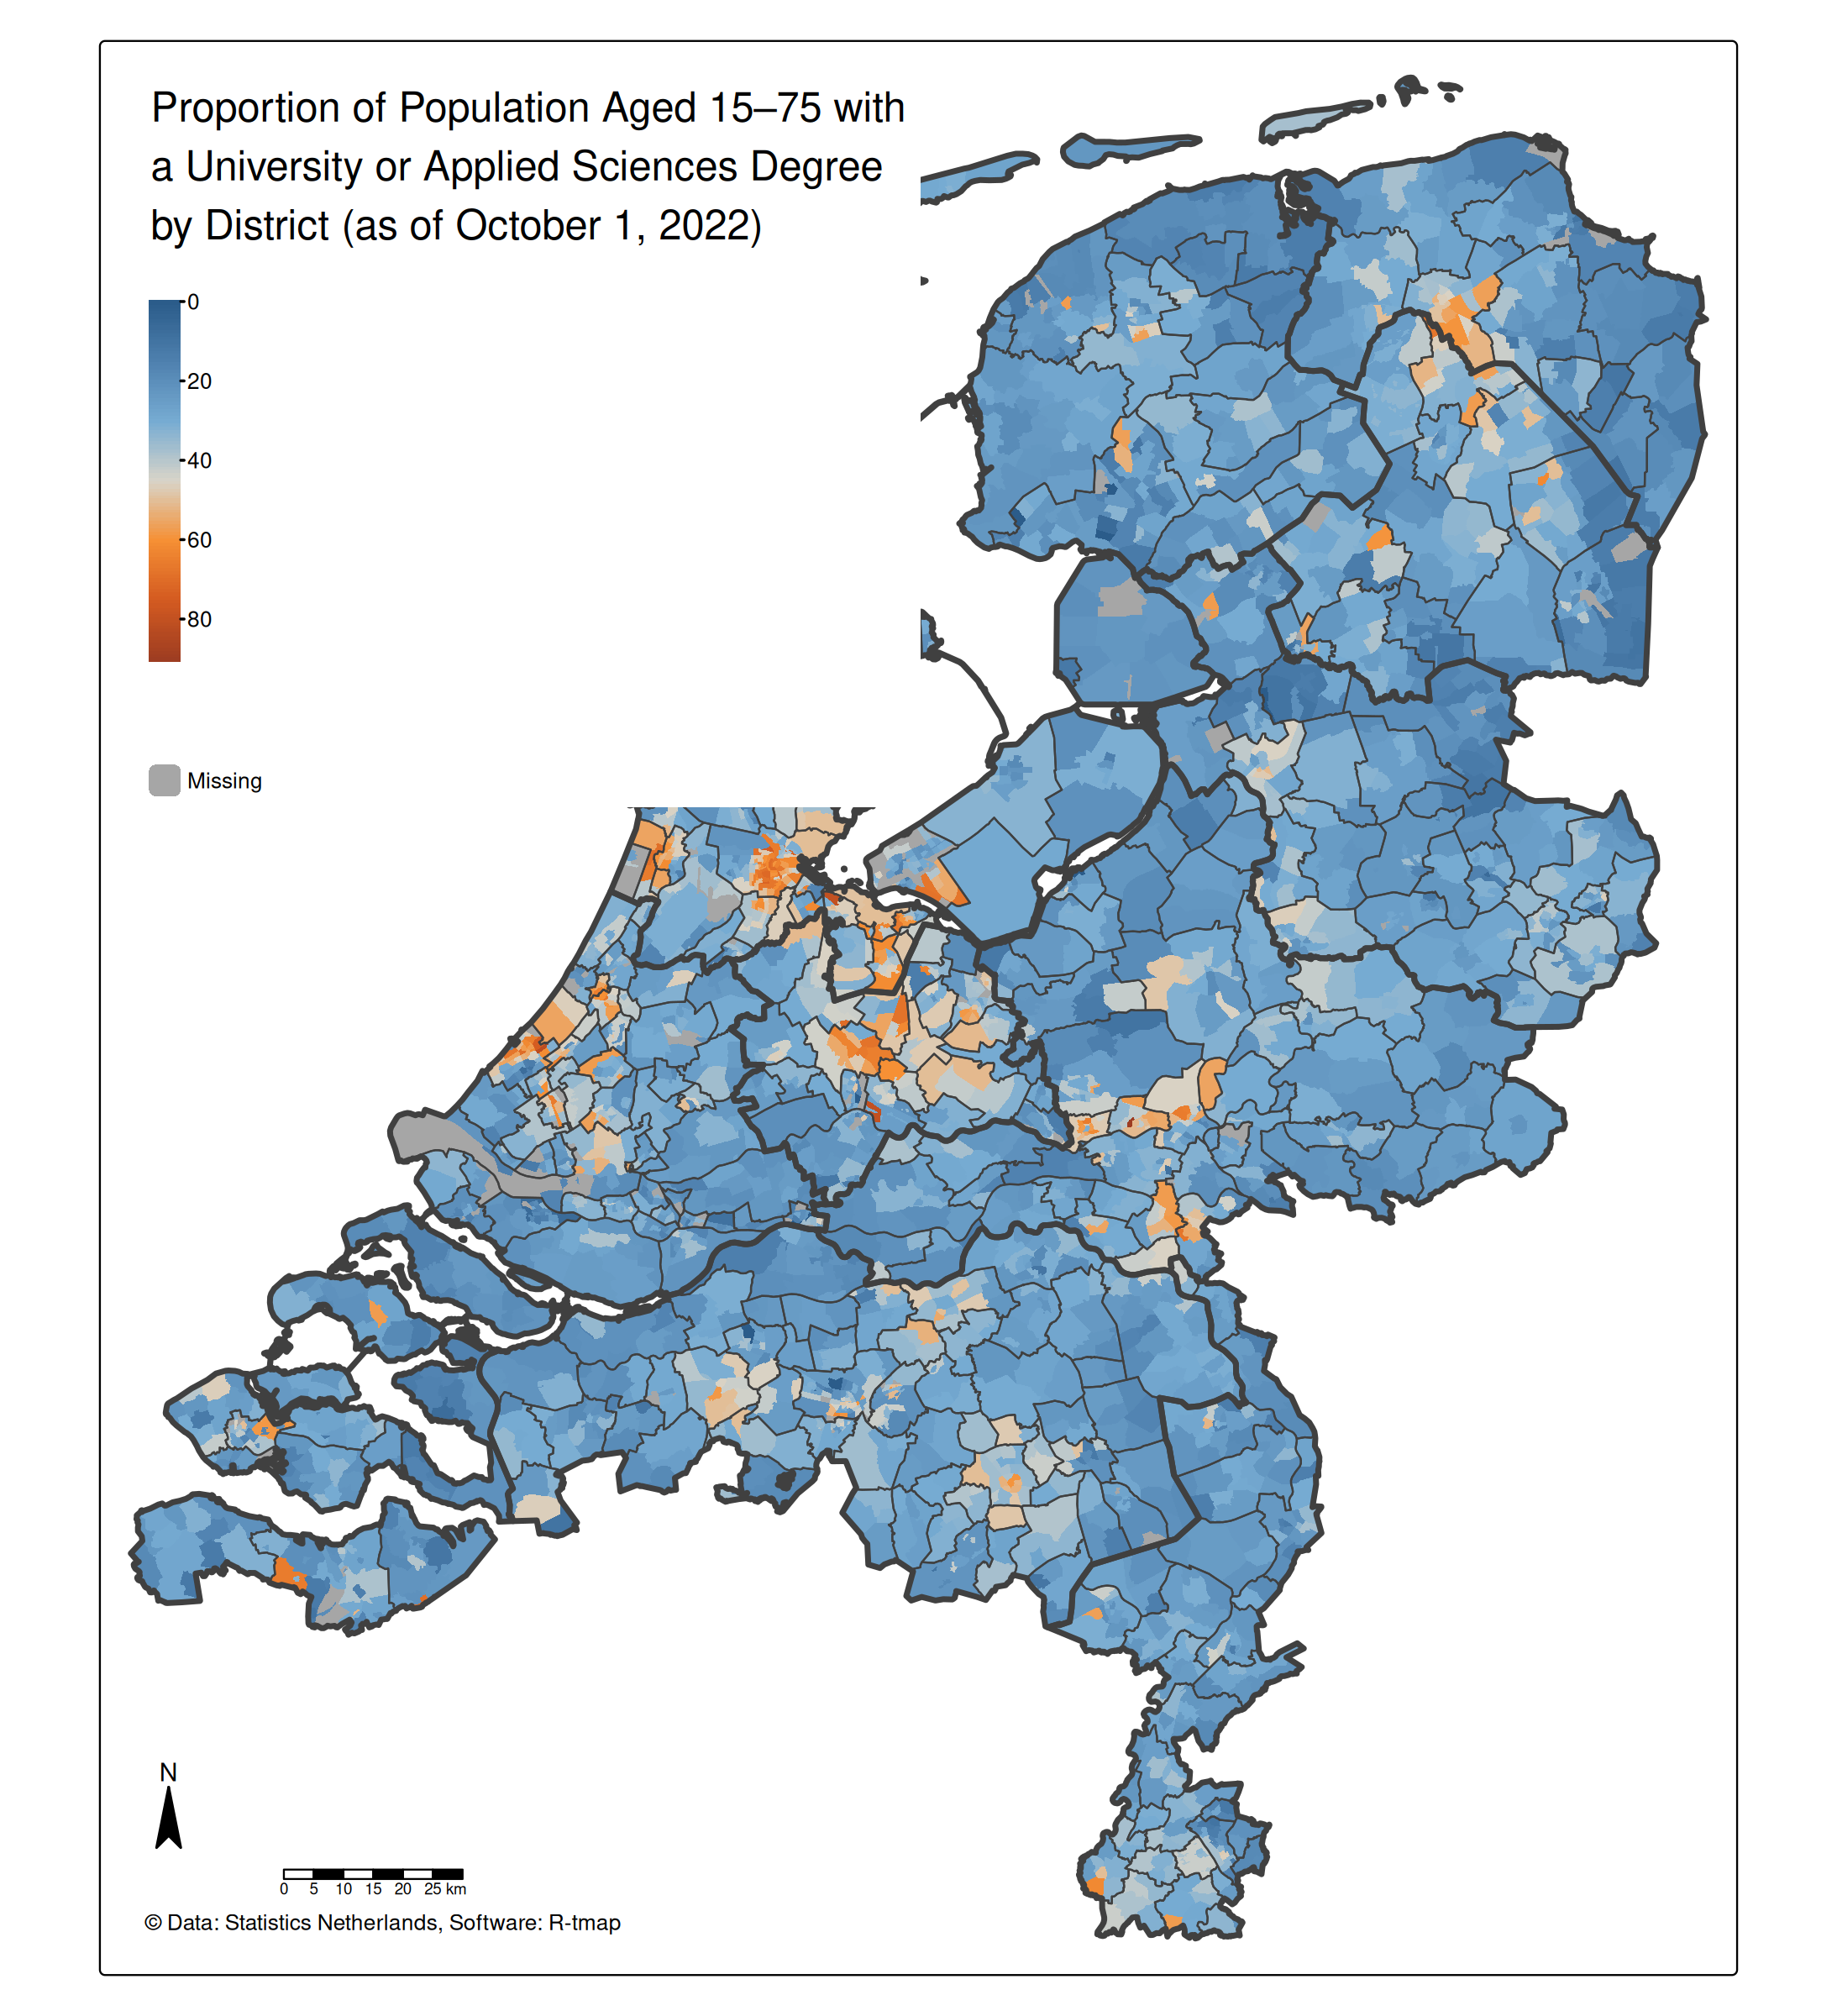 Proportion of Population Aged 15–75 with
a University or Applied Sciences Degree
by District (as of October 1, 2022)
0
20
40
60
80
Missing
N
0 5 10 15 20 25 km
© Data: Statistics Netherlands, Software: R-tmap